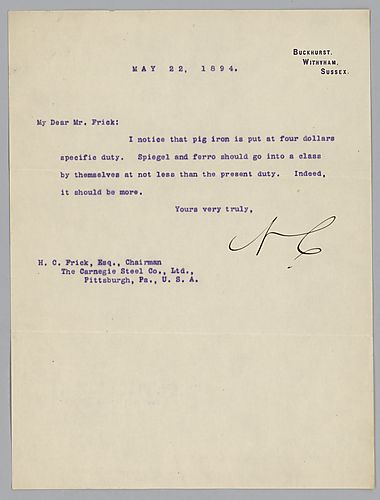 BUCKHURST,
WITHYHAM,
SUSSEX.
MAY 22, 1894.
My Dear Mr. Frick:
I notice that pig iron is put at four dollars
specific duty. Spiegel and ferro should go into a class
by themselves at not less than the present duty. Indeed,
it should be more.
Yours very truly,
H. C. Frick, Esq., Chairman
The Carnegie Steel Co., Ltd.,
Pittsburgh, Pa., U. S. A.